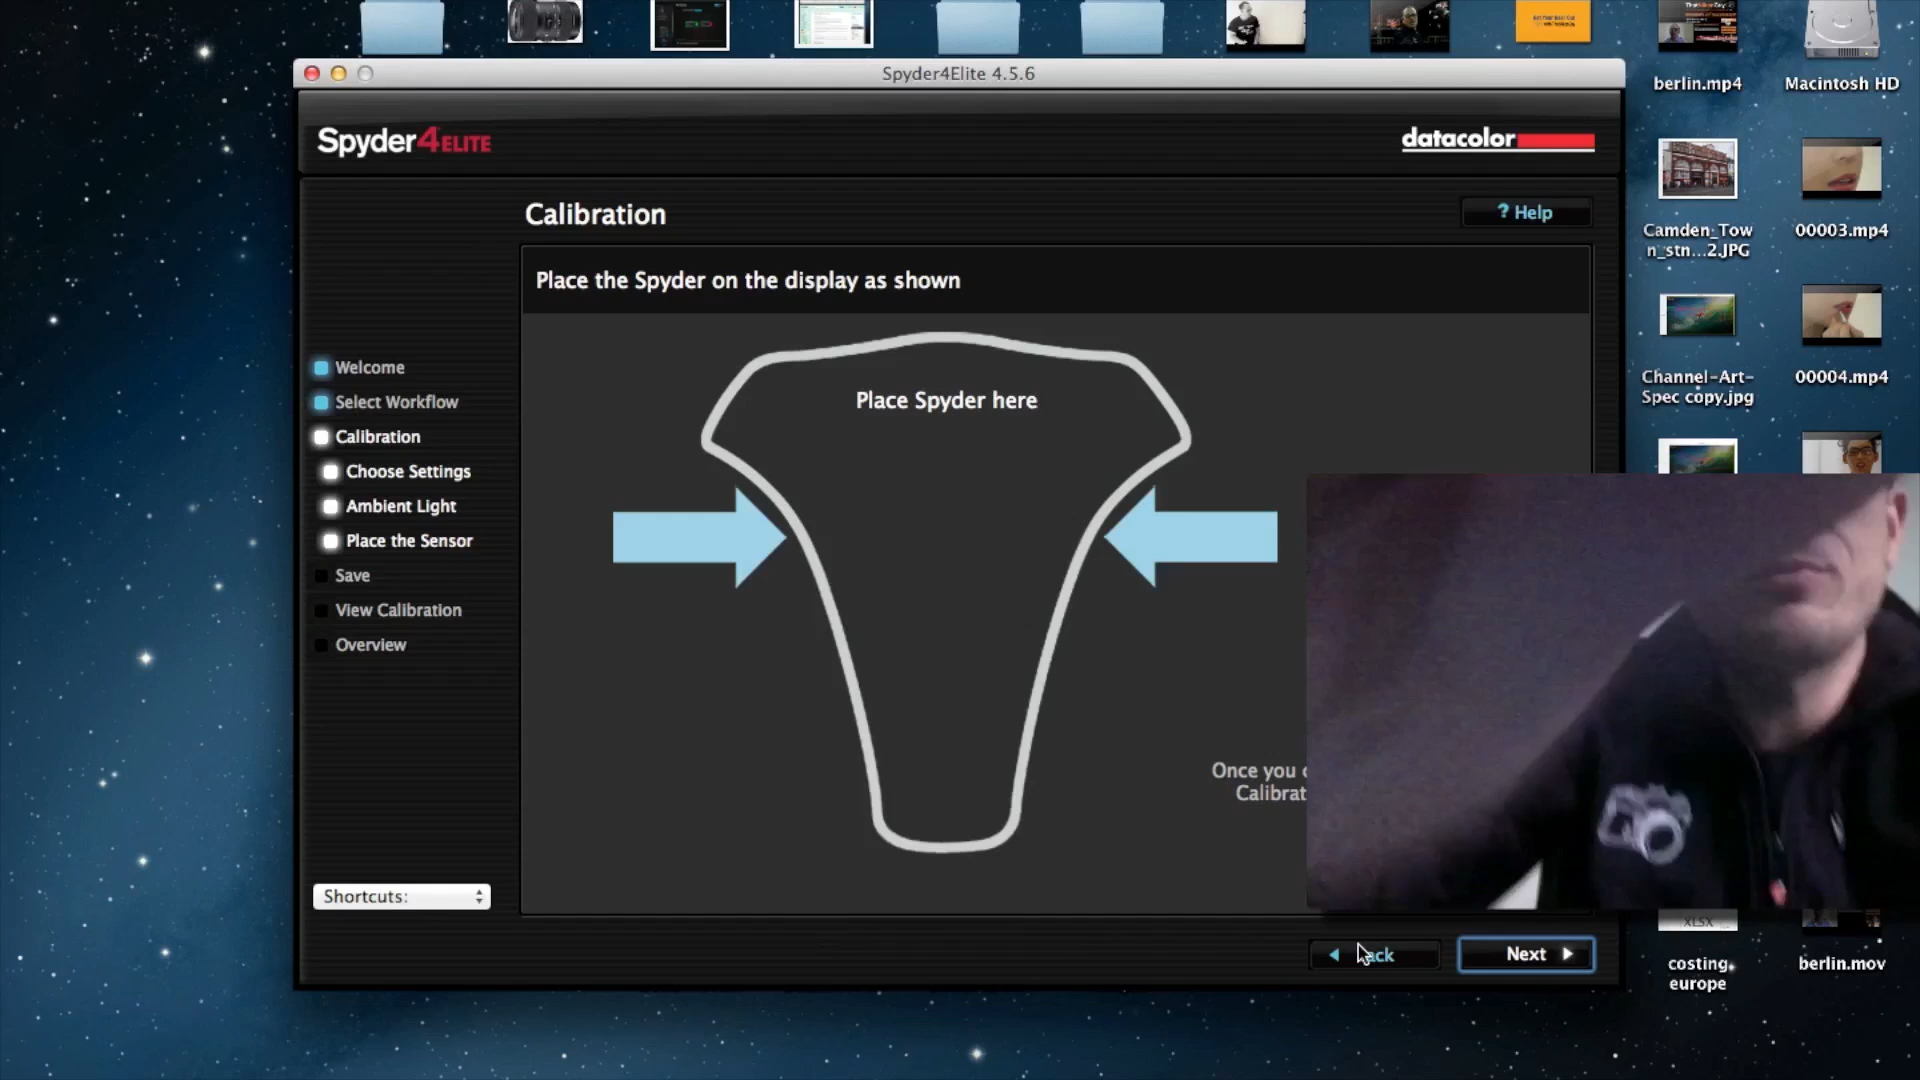 Spyder4Elite 4.5.6
berlin.mp4
Macintosh HD
Spyder4ELITE
datacolor
Calibration
? Help
Place the Spyder on the display as shown
Camden_Tow
n_stn...2.JPG
00003.mp4
Place Spyder here
Welcome
Select Workflow
Calibration
Choose Settings
Ambient Light
Place the Sensor
Save
View Calibration
Overview
Channel-Art-
Spec copy.jpg
00004.mp4
Once you
Calibrat
Shortcuts:
Next
XLSX
costing
europe
berlin.mov